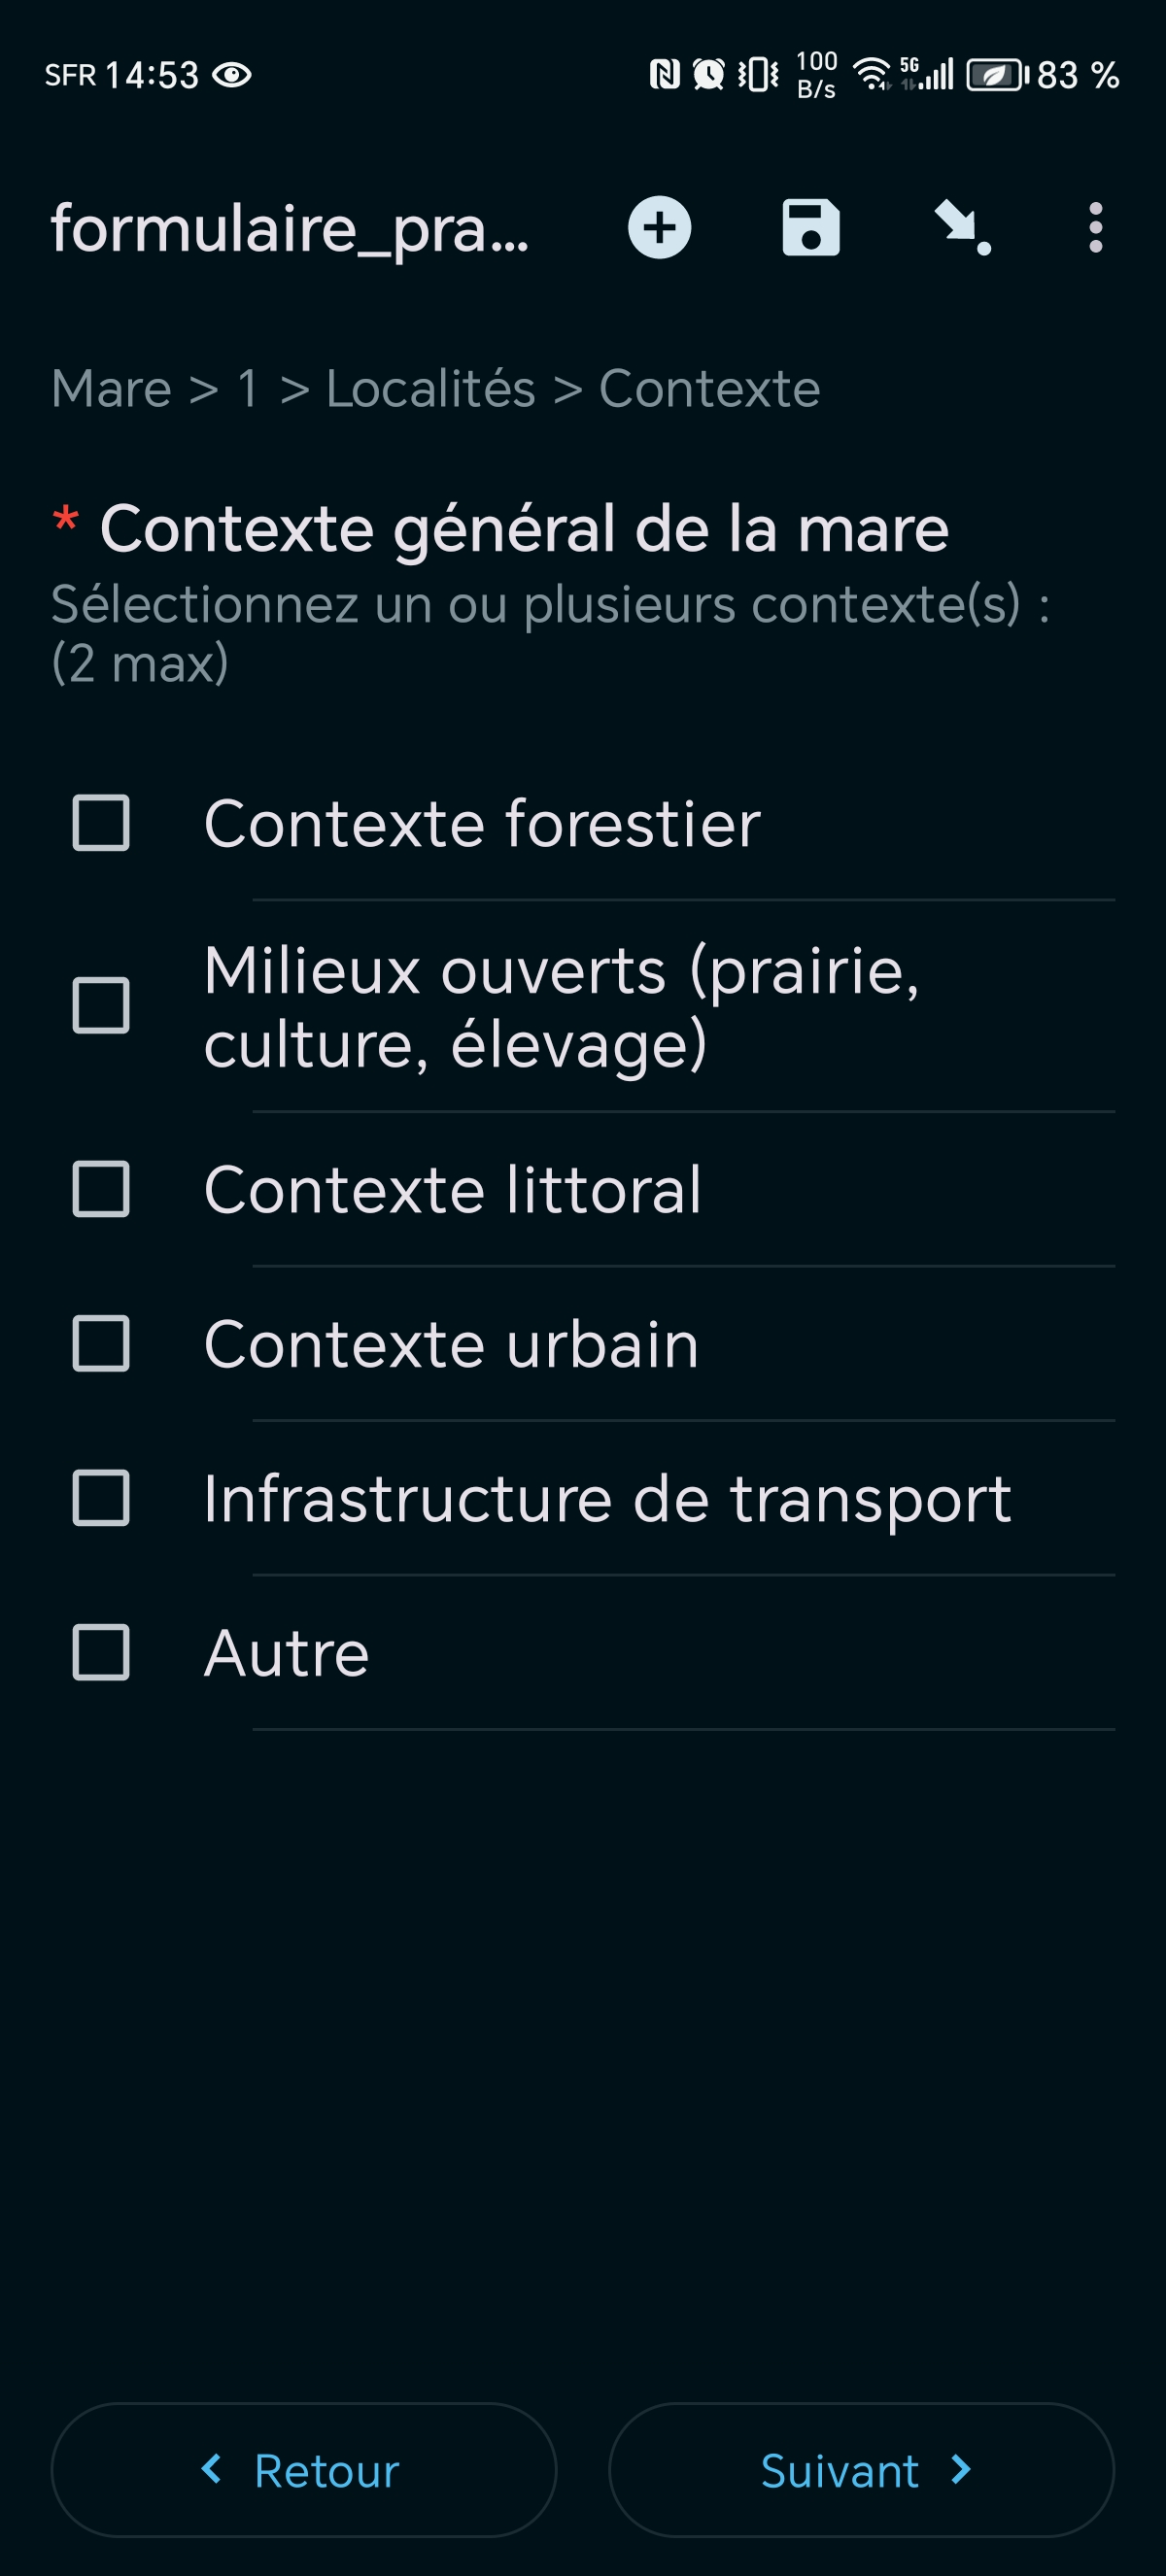 SFR 14:53 100 B/s 5G 83 %
formulaire_pra...
Mare > 1 > Localités > Contexte
* Contexte général de la mare
Sélectionnez un ou plusieurs contexte(s) :
(2 max)
Contexte forestier
Milieux ouverts (prairie,
culture, élevage)
Contexte littoral
Contexte urbain
Infrastructure de transport
Autre
Retour
Suivant